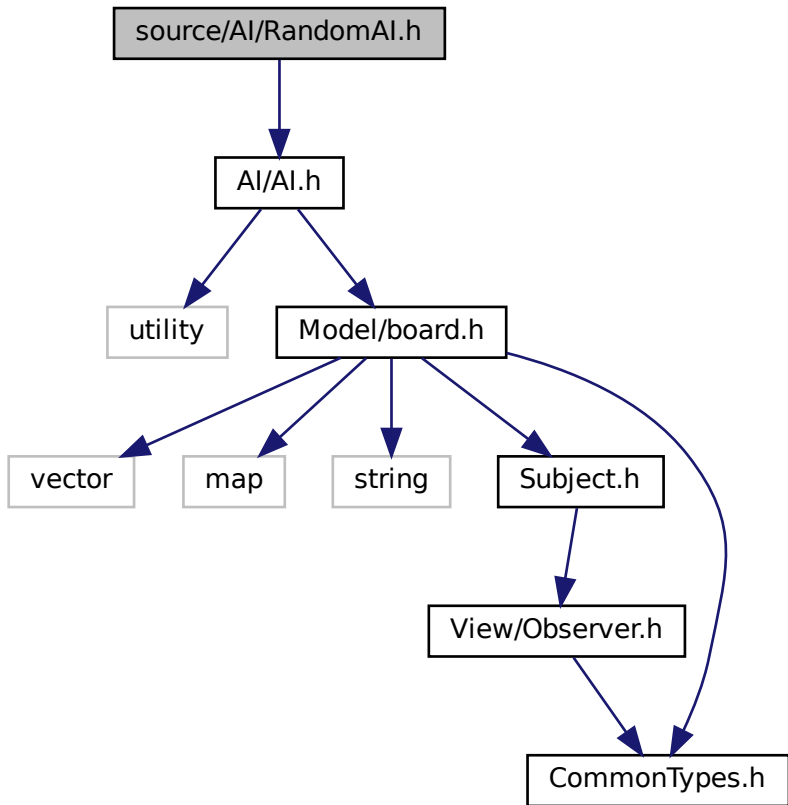 source/AI/RandomAI.h
AI/AI.h
utility
Model/board.h
vector
map
string
Subject.h
View/Observer.h
CommonTypes.h